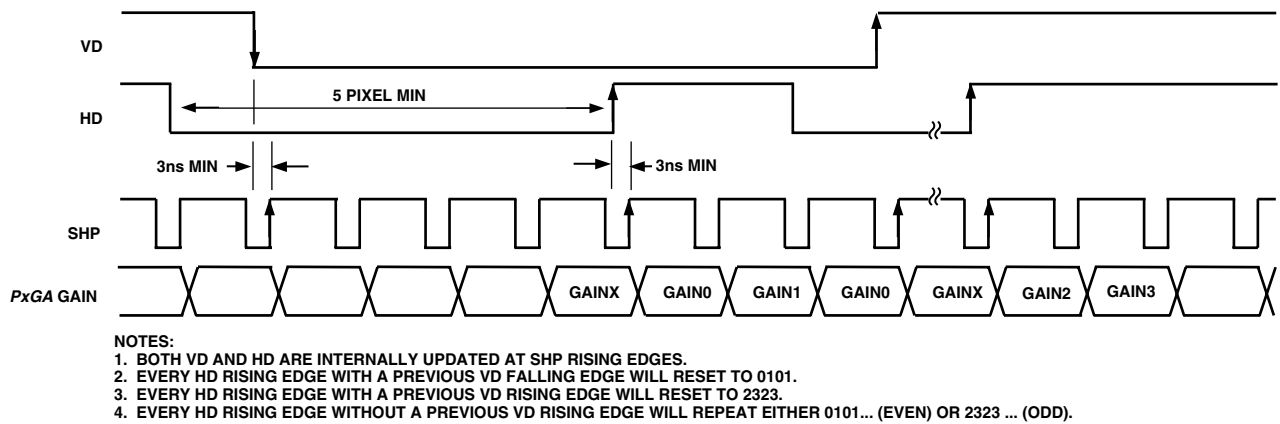 VD
5 PIXEL MIN
HD
3ns MIN
3ns MIN
SHP
PxGA GAIN
GAINX GAIN0 GAIN1 GAIN0 GAINX GAIN2 GAIN3
NOTES:
1. BOTH VD AND HD ARE INTERNALLY UPDATED AT SHP RISING EDGES.
2. EVERY HD RISING EDGE WITH A PREVIOUS VD FALLING EDGE WILL RESET TO 0101.
3. EVERY HD RISING EDGE WITH A PREVIOUS VD RISING EDGE WILL RESET TO 2323.
4. EVERY HD RISING EDGE WITHOUT A PREVIOUS VD RISING EDGE WILL REPEAT EITHER 0101... (EVEN) OR 2323 ... (ODD).